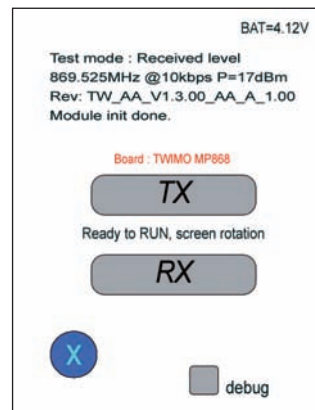 BAT=4.12V
Test mode : Received level
869.525MHz @10kbps P=17dBm
Rev: TW_AA_V1.3.00_AA_A_1.00
Module init done.
Board : TWIMO MP868
TX
Ready to RUN, screen rotation
RX
X
debug